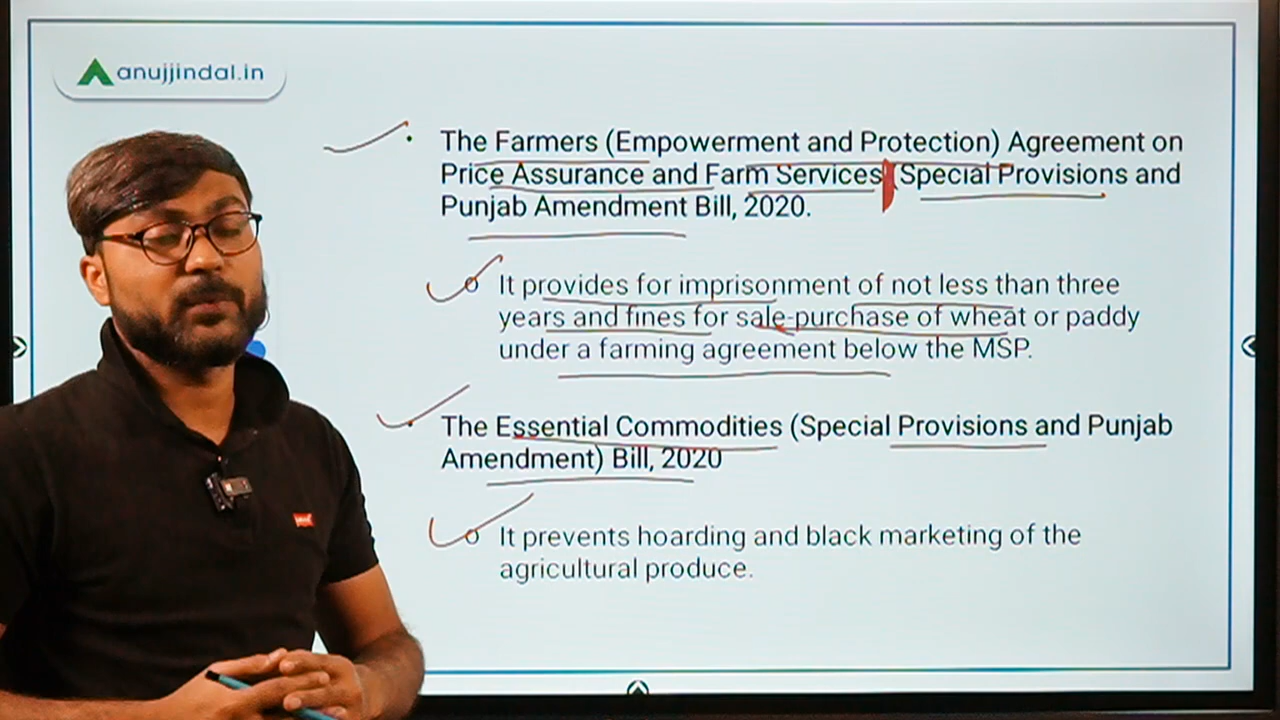 anujjindal.in
The Farmers (Empowerment and Protection) Agreement on
Price Assurance and Farm Services (Special Provisions and
Punjab Amendment Bill, 2020.
It provides for imprisonment of not less than three
years and fines for sale-purchase of wheat or paddy
under a farming agreement below the MSP.
The Essential Commodities (Special Provisions and Punjab
Amendment) Bill, 2020
It prevents hoarding and black marketing of the
agricultural produce.